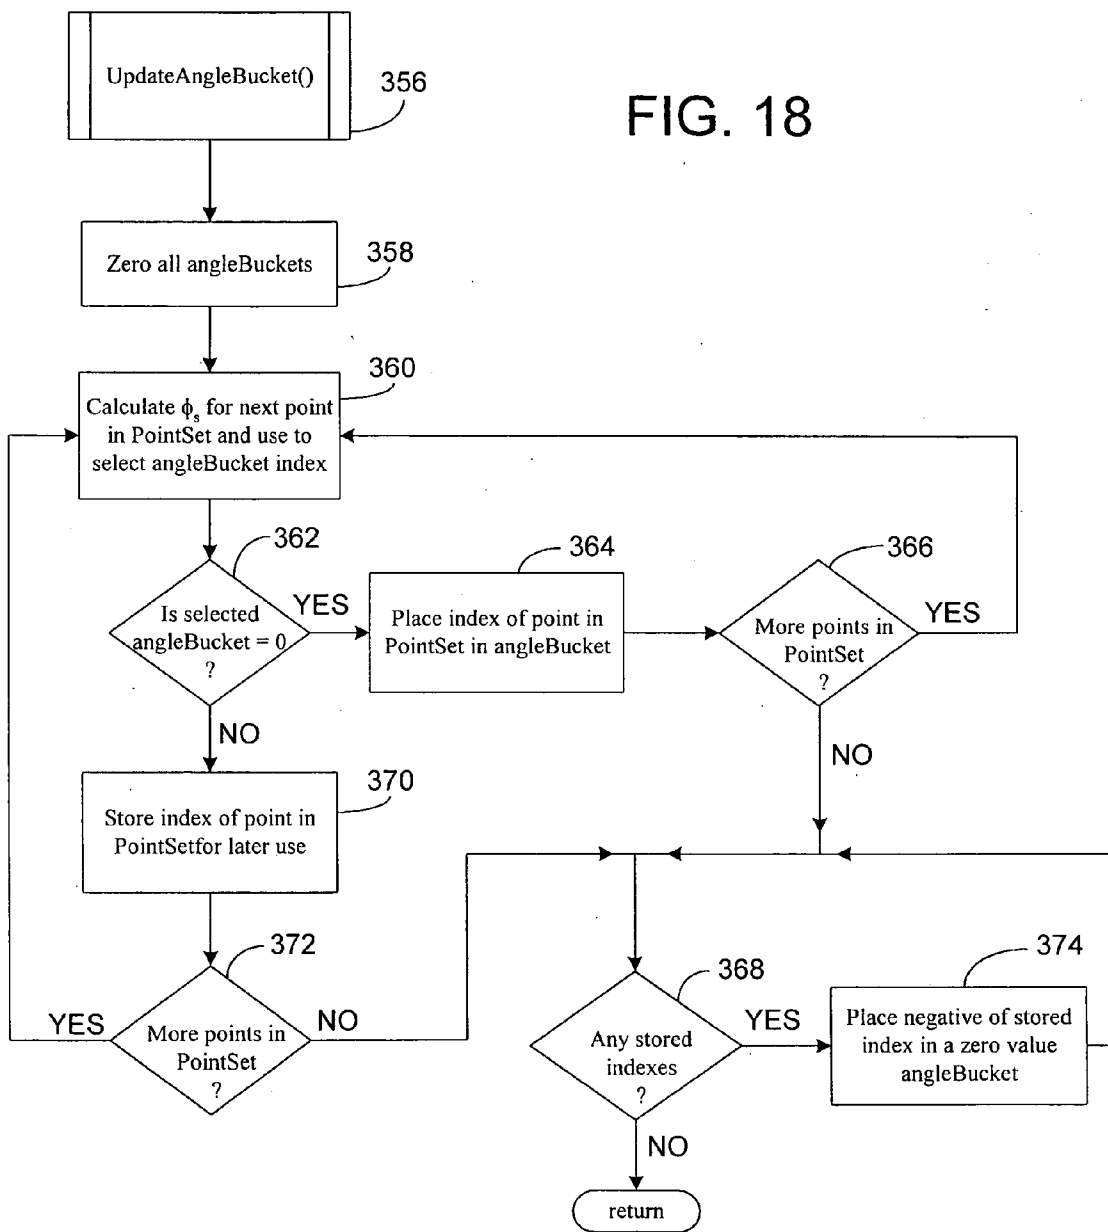 UpdateAngleBucket()
356
FIG. 18
Zero all angleBuckets
358
360
Calculate ϕs for next point
in PointSet and use to
select angleBucket index
362
Is selected
angleBucket = 0
?
YES
364
Place index of point in
PointSet in angleBucket
366
More points in
PointSet
?
YES
NO
NO
370
Store index of point in
PointSetfor later use
372
More points in
PointSet
?
YES
NO
368
Any stored
indexes
?
YES
374
Place negative of stored
index in a zero value
angleBucket
NO
return